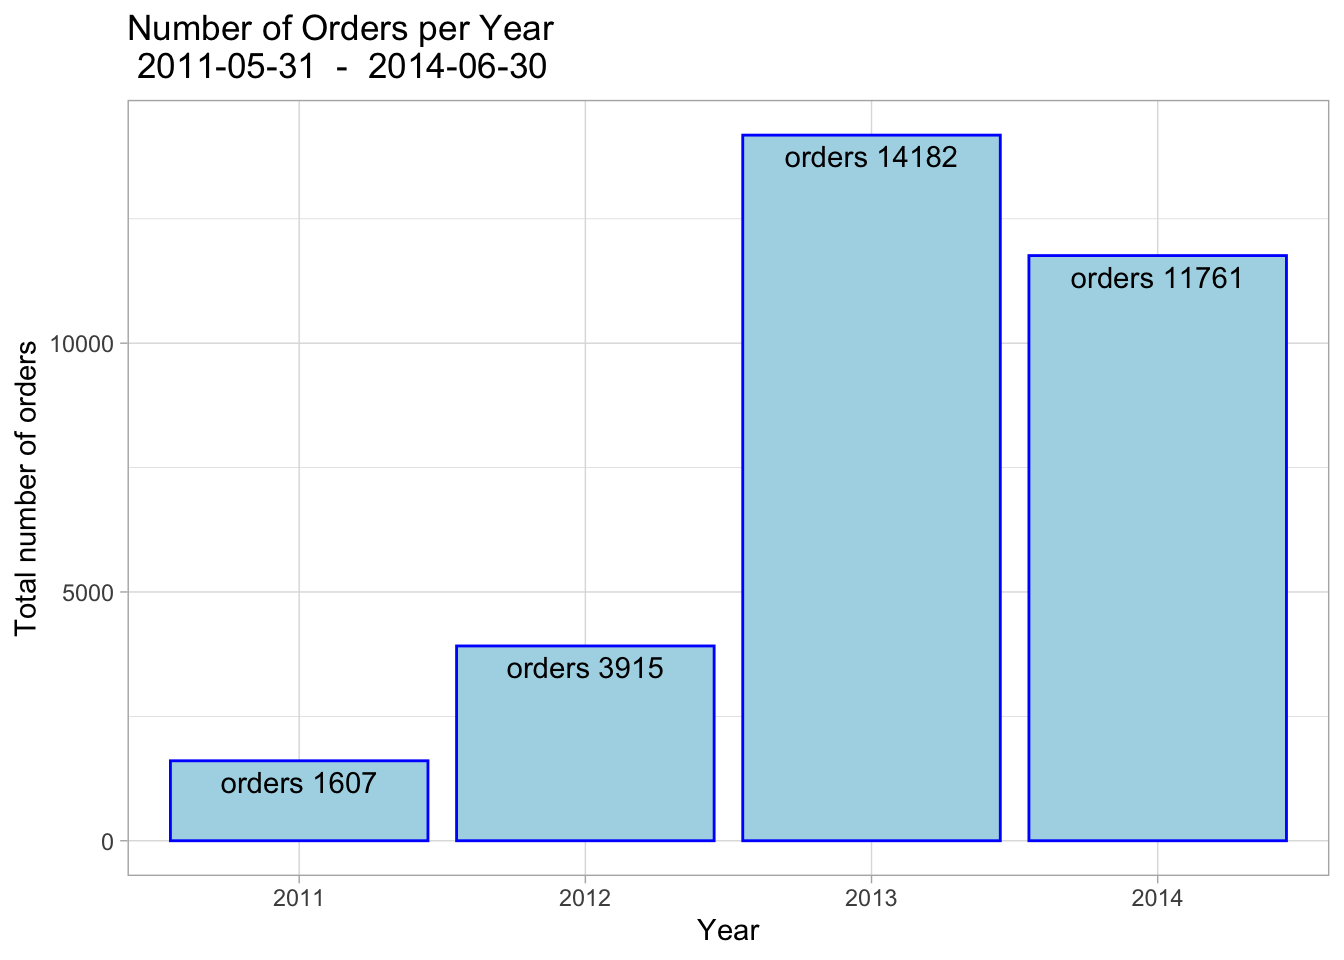 Number of Orders per Year
2011-05-31 - 2014-06-30
orders 14182
orders 11761
orders 3915
orders 1607
10000
5000
0
Total number of orders
2011 2012 2013 2014
Year